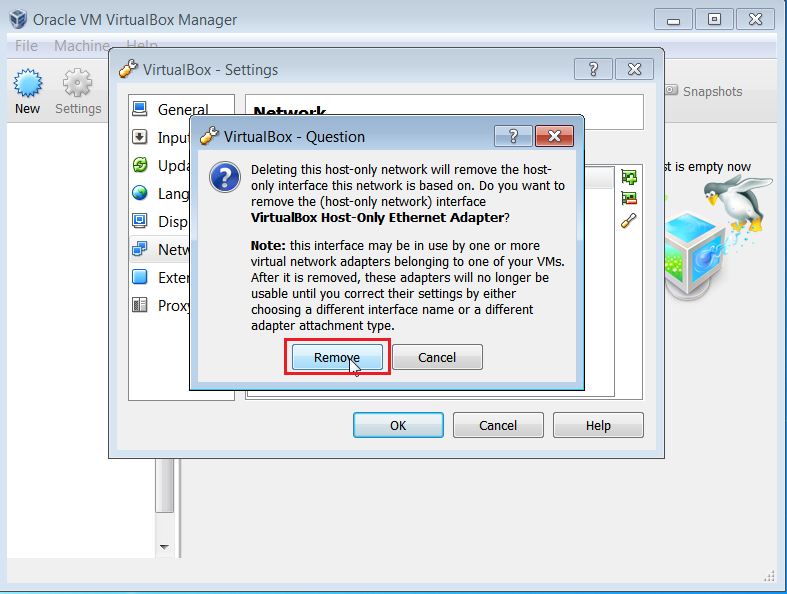 Oracle VM VirtualBox Manager
File Machine Help
VirtualBox - Settings
New
Settings
Snapshots
General
Network
VirtualBox - Question
Deleting this host-only network will remove the host-
only interface this network is based on. Do you want to
remove the (host-only network) interface
VirtualBox Host-Only Ethernet Adapter?
Note: this interface may be in use by one or more
virtual network adapters belonging to one of your VMs.
After it is removed, these adapters will no longer be
usable until you correct their settings by either
choosing a different interface name or a different
adapter attachment type.
Remove
Cancel
Inpu
Upda
Lang
Disp
Netw
Exter
Proxy
st is empty now
OK
Cancel
Help